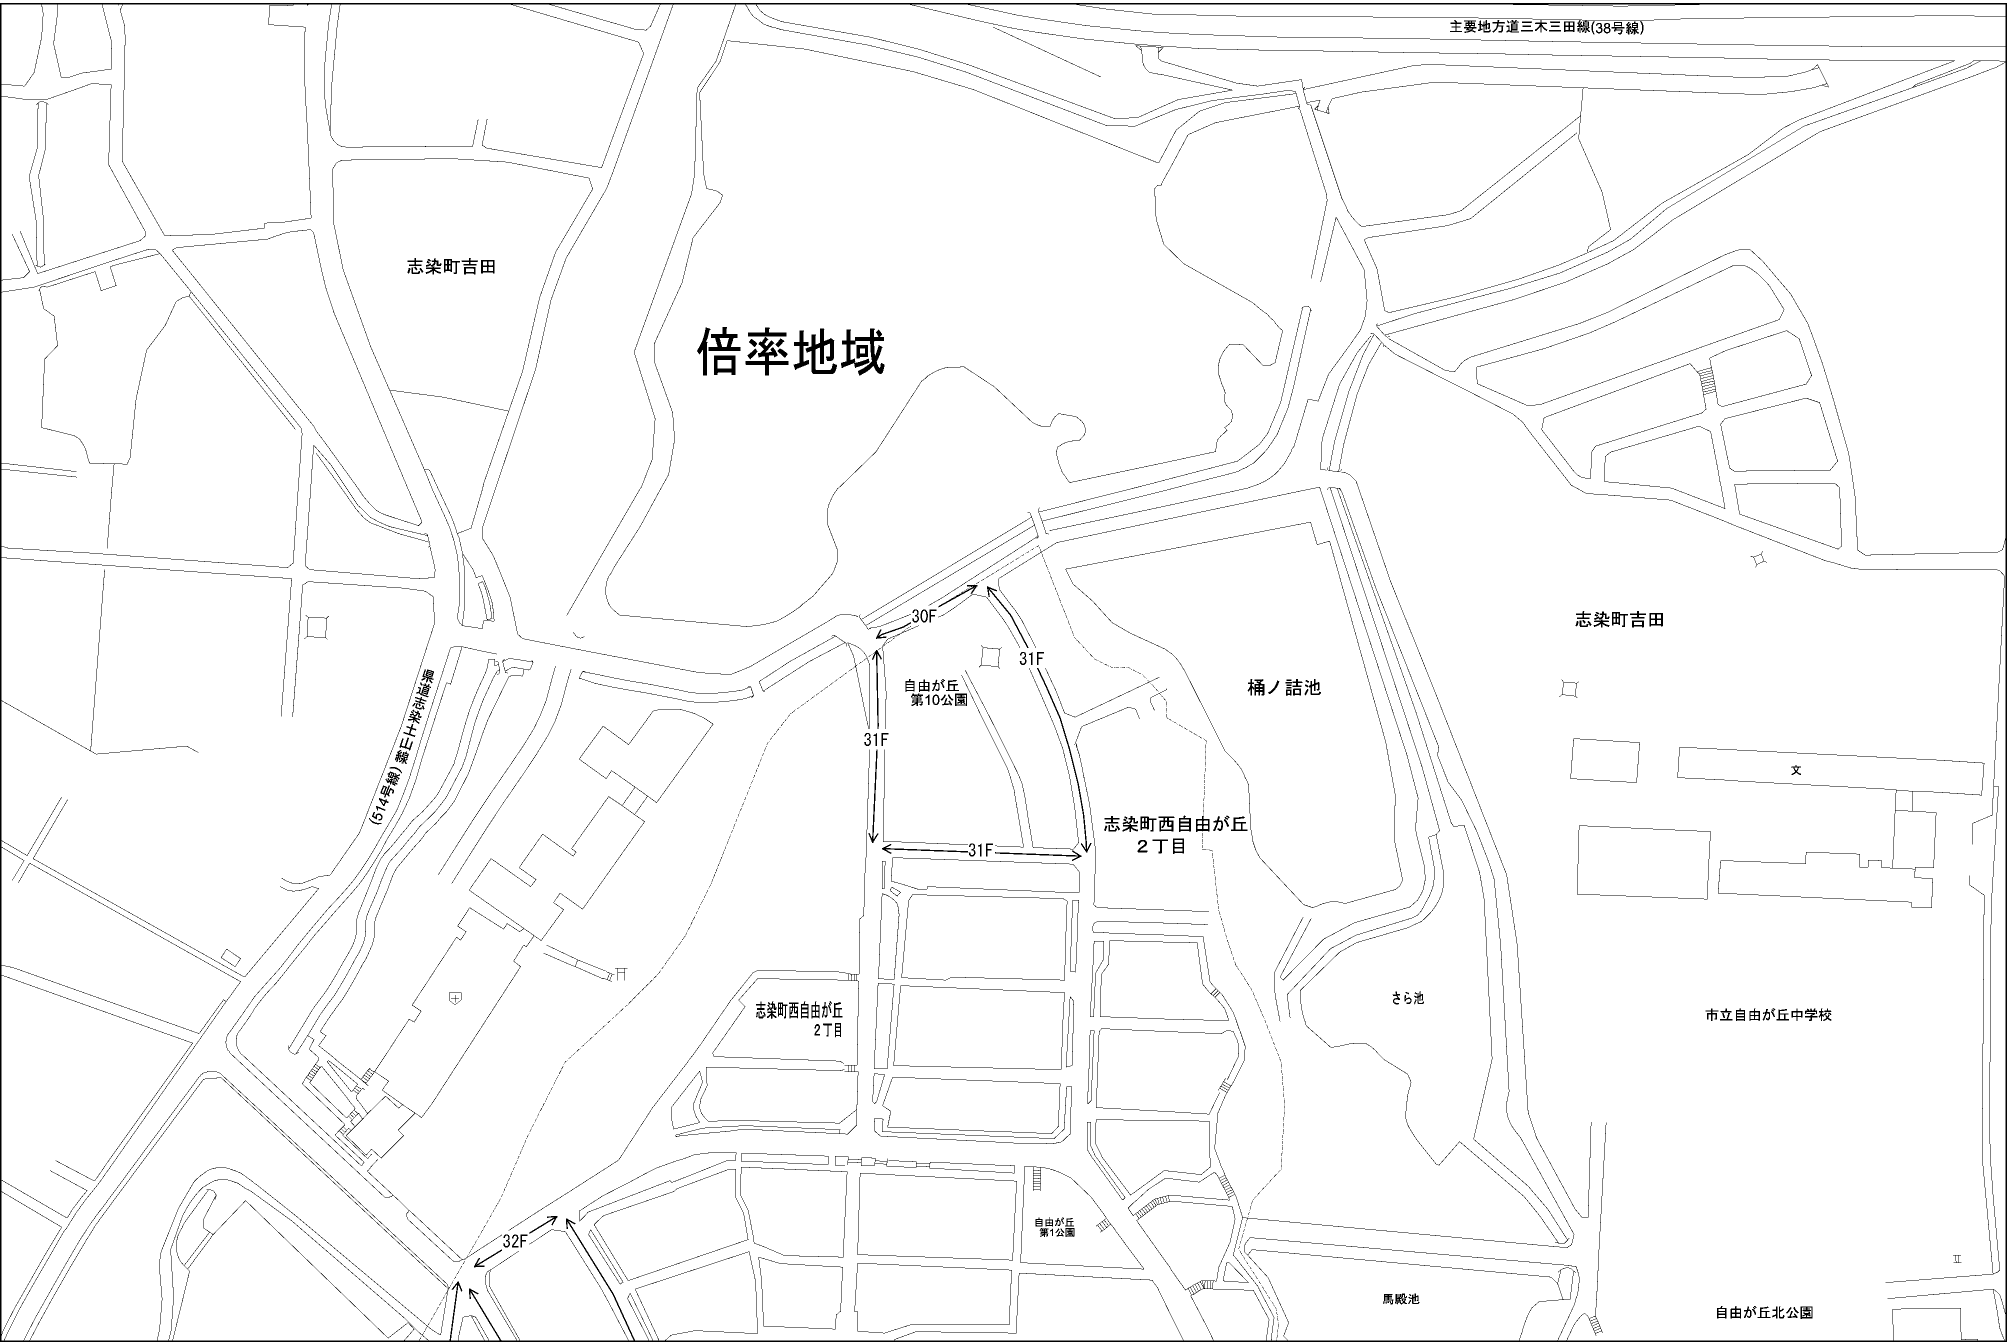 主要地方道三木三田線(38号線)
志染町吉田
倍率地域
30F
志染町吉田
31F
県道志染土山線
(514号線)
自由が丘
第10公園
桶ノ詰池
31F
文
志染町西自由が丘
2丁目
31F
さら池
志染町西自由が丘
2丁目
市立自由が丘中学校
自由が丘
第1公園
32F
馬殿池
自由が丘北公園